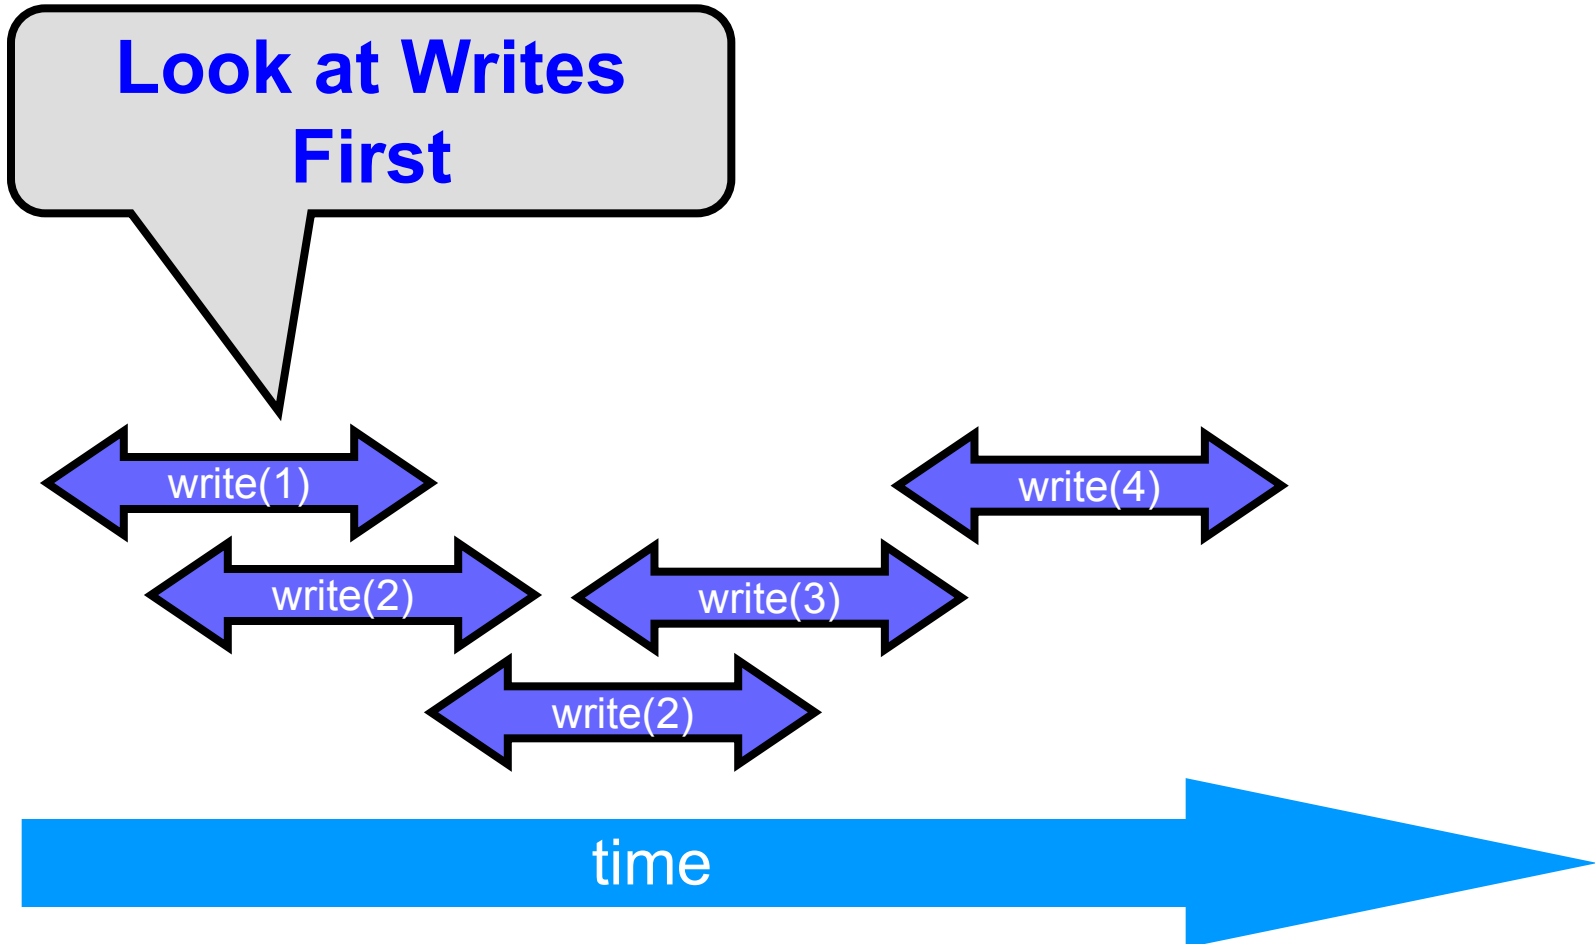 Look at Writes
First
write(1)
write(4)
write(2)
write(3)
write(2)
time